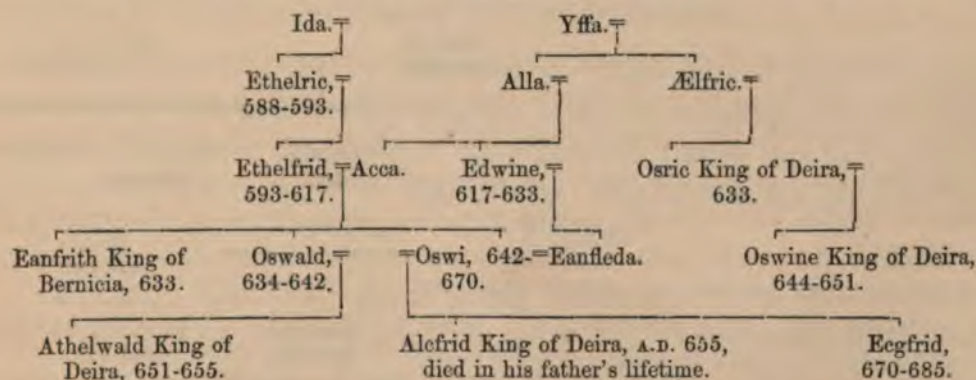 Ida. Yffa.
Ethelric, Alla. Ælfric.
588-593.
Ethelfrid, Acca. Edwine, Osric King of Deira,
593-617. 617-633. 633.
Eanfrith King of Oswald, Oswi, 642- Eanfleda. Oswine King of Deira,
Bernicia, 633. 634-642. 670. 644-651.
Athelwald King of Alcfrid King of Deira, A.D. 655, Ecgfrid,
Deira, 651-655. died in his father's lifetime. 670-685.